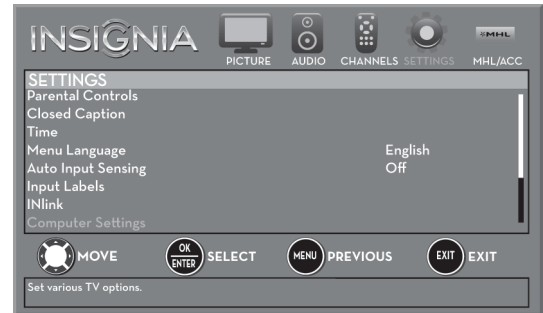 INSIGNIA
PICTURE AUDIO CHANNELS SETTINGS MHL/ACC
MHL
SETTINGS
Parental Controls
Closed Caption
Time
Menu Language English
Auto Input Sensing Off
Input Labels
INlink
Computer Settings
MOVE OK ENTER SELECT MENU PREVIOUS EXIT EXIT
Set various TV options.